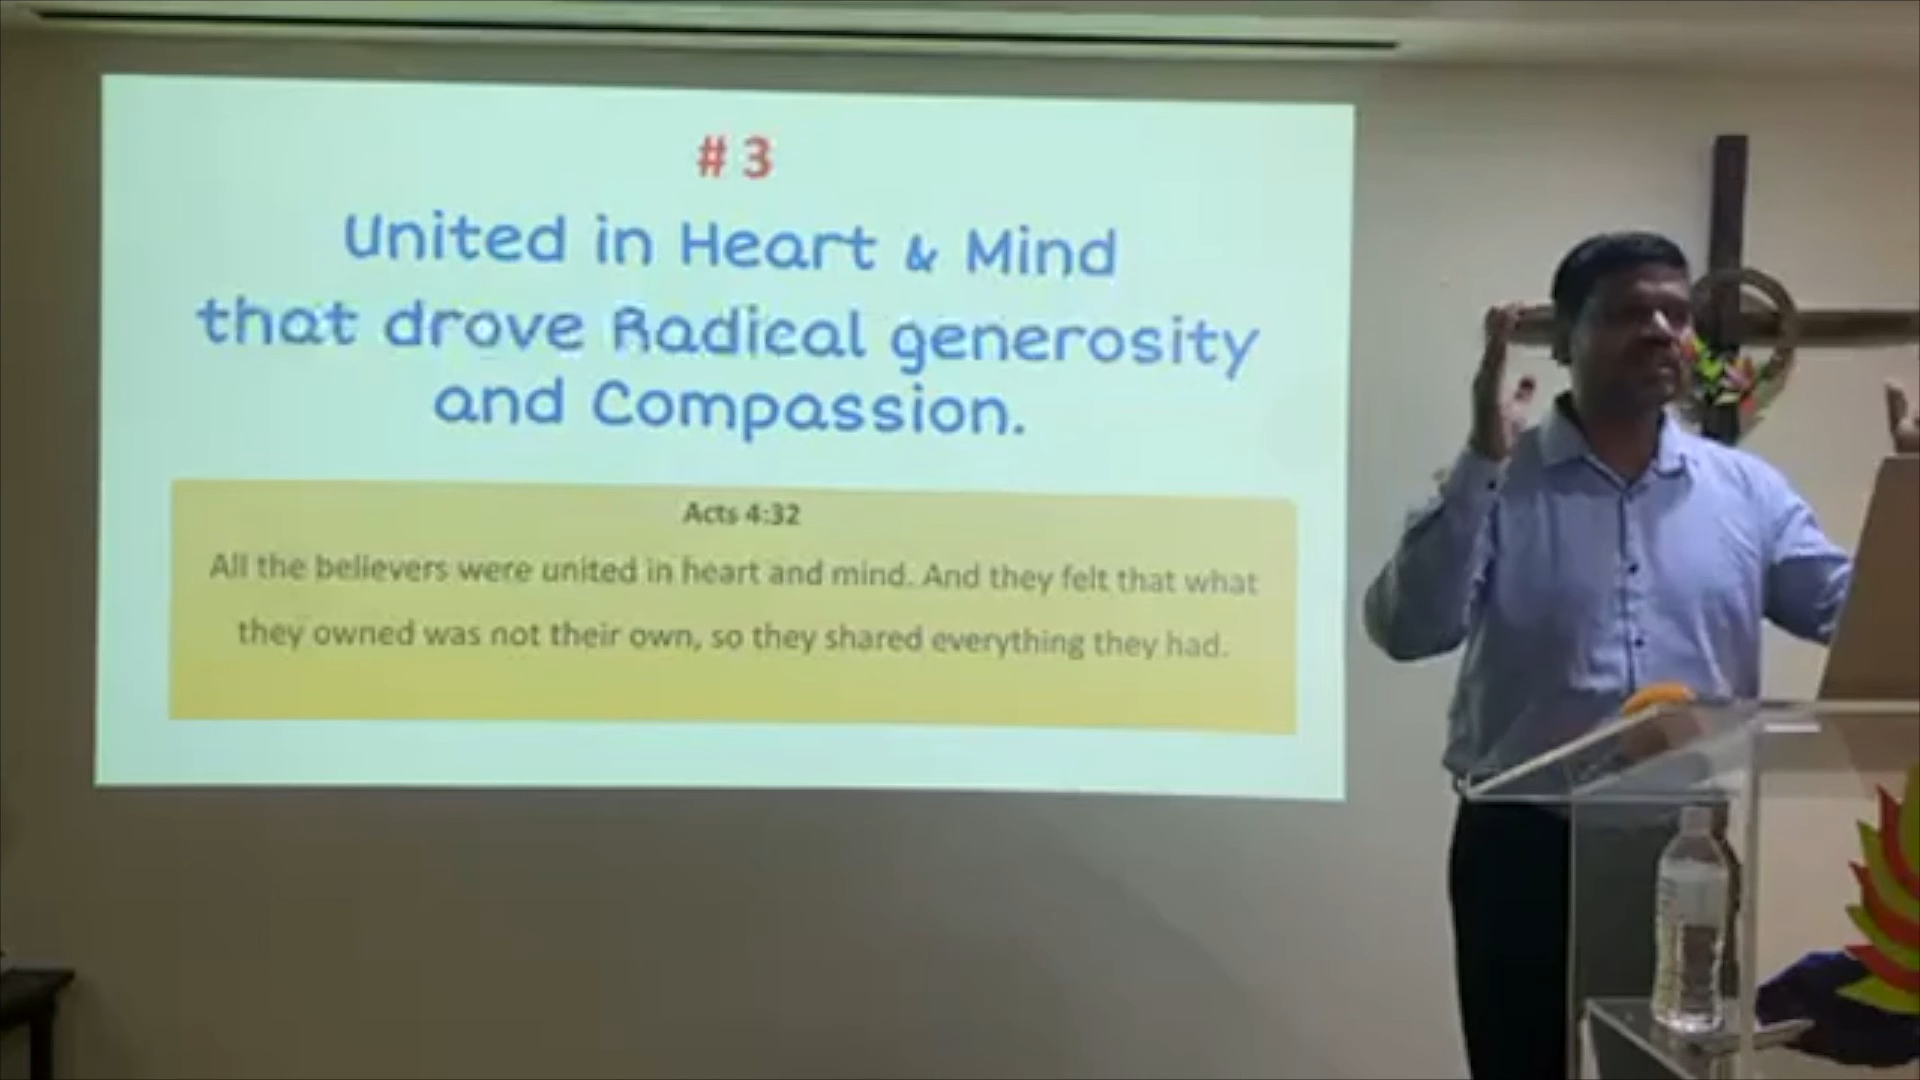 # 3
United in Heart & Mind
that drove Radical generosity
and Compassion.
Acts 4:32
All the believers were united in heart and mind. And they felt that what
they owned was not their own, so they shared everything they had.